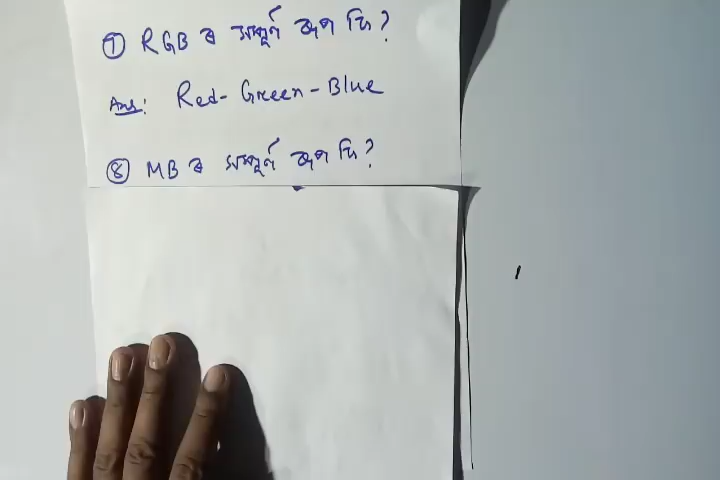 ⑦ RGB ৰ সম্পূৰ্ণ ৰূপ কি?
Ans: Red-Green-Blue
⑧ MB ৰ সম্পূৰ্ণ ৰূপ কি?